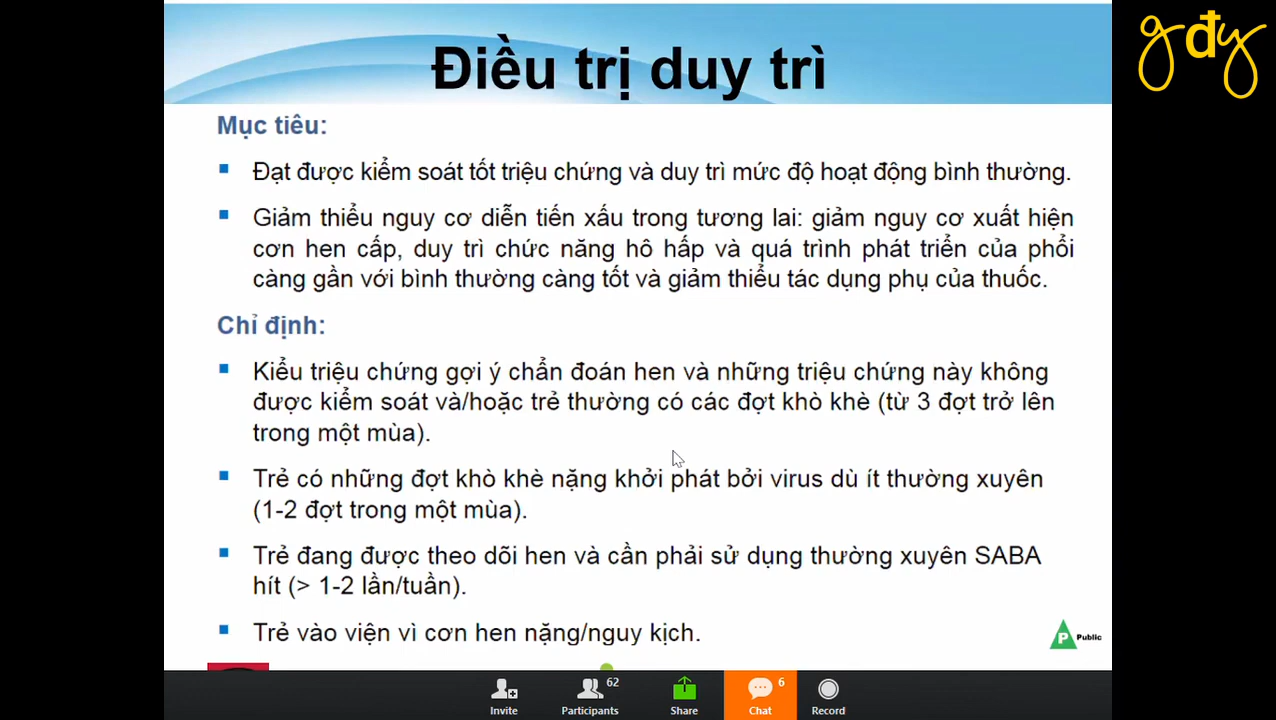 gđy
Điều trị duy trì
Mục tiêu:
Đạt được kiểm soát tốt triệu chứng và duy trì mức độ hoạt động bình thường.
Giảm thiểu nguy cơ diễn tiến xấu trong tương lai: giảm nguy cơ xuất hiện
cơn hen cấp, duy trì chức năng hô hấp và quá trình phát triển của phổi
càng gần với bình thường càng tốt và giảm thiểu tác dụng phụ của thuốc.
Chỉ định:
Kiểu triệu chứng gợi ý chẩn đoán hen và những triệu chứng này không
được kiểm soát và/hoặc trẻ thường có các đợt khò khè (từ 3 đợt trở lên
trong một mùa).
Trẻ có những đợt khò khè nặng khởi phát bởi virus dù ít thường xuyên
(1-2 đợt trong một mùa).
Trẻ đang được theo dõi hen và cần phải sử dụng thường xuyên SABA
hít (> 1-2 lần/tuần).
Trẻ vào viện vì cơn hen nặng/nguy kịch.
P Public
62
6
Invite
Participants
Share
Chat
Record